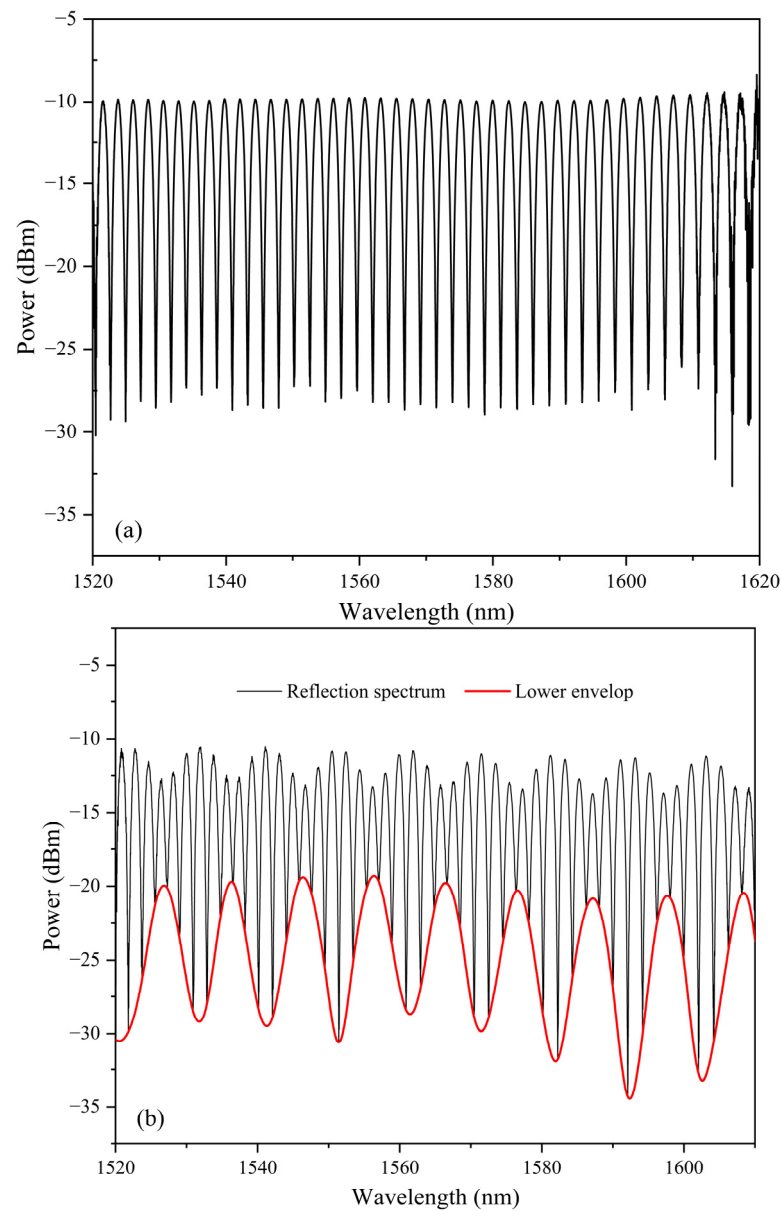 −5
−10
−15
−20
−25
−30
−35
Power (dBm)
(a)
1520 1540 1560 1580 1600 1620
Wavelength (nm)
−5
−10
−15
−20
−25
−30
−35
Power (dBm)
Reflection spectrum Lower envelop
(b)
1520 1540 1560 1580 1600
Wavelength (nm)